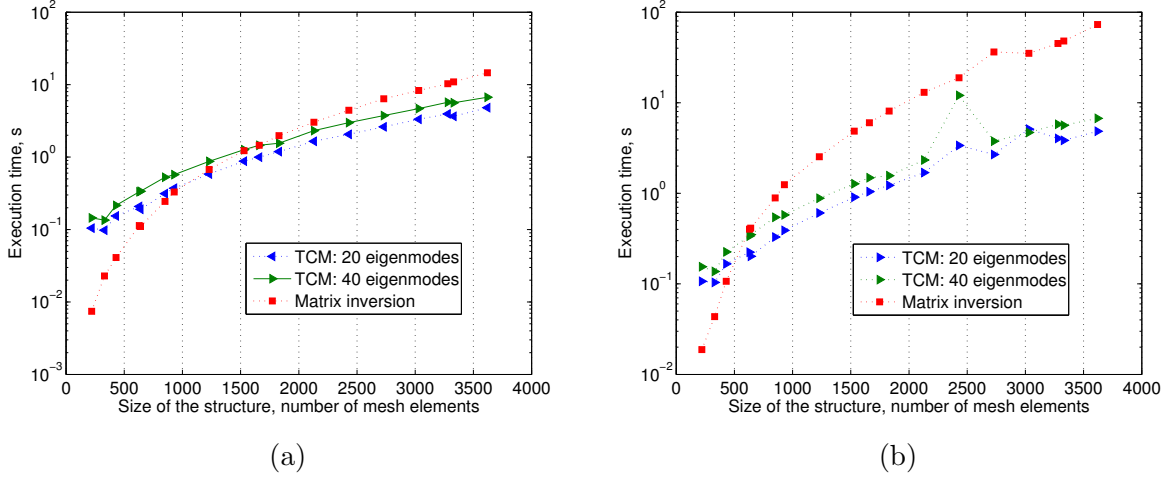 10^2
10^1
10^0
10^-1
10^-2
10^-3
Execution time, s
TCM: 20 eigenmodes
TCM: 40 eigenmodes
Matrix inversion
0 500 1000 1500 2000 2500 3000 3500 4000
Size of the structure, number of mesh elements
(a)
10^2
10^1
10^0
10^-1
10^-2
Execution time, s
TCM: 20 eigenmodes
TCM: 40 eigenmodes
Matrix inversion
0 500 1000 1500 2000 2500 3000 3500 4000
Size of the structure, number of mesh elements
(b)